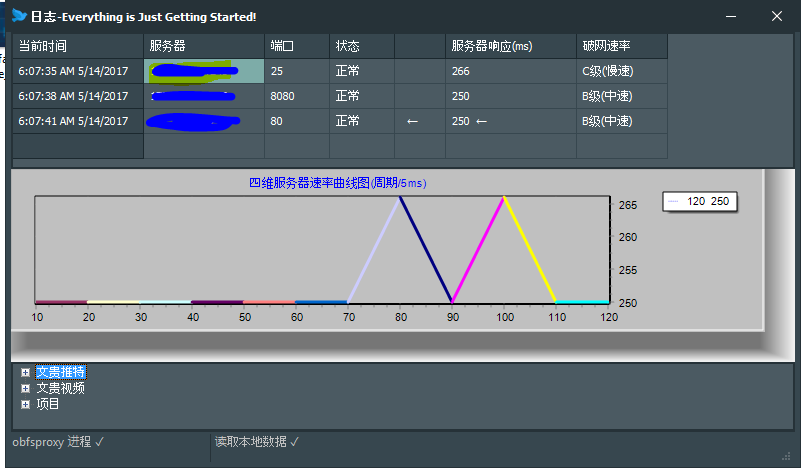 日志-Everything is Just Getting Started!
当前时间 服务器 端口 状态 服务器响应(ms) 破网速率
6:07:35 AM 5/14/2017 25 正常 266 C级(慢速)
6:07:38 AM 5/14/2017 8080 正常 250 B级(中速)
6:07:41 AM 5/14/2017 80 正常 ← 250 ← B级(中速)
四维服务器速率曲线图(周期/5ms)
120 250
265
260
255
250
10 20 30 40 50 60 70 80 90 100 110 120
文贵推特
文贵视频
项目
obfsproxy 进程 ✓ 读取本地数据 ✓